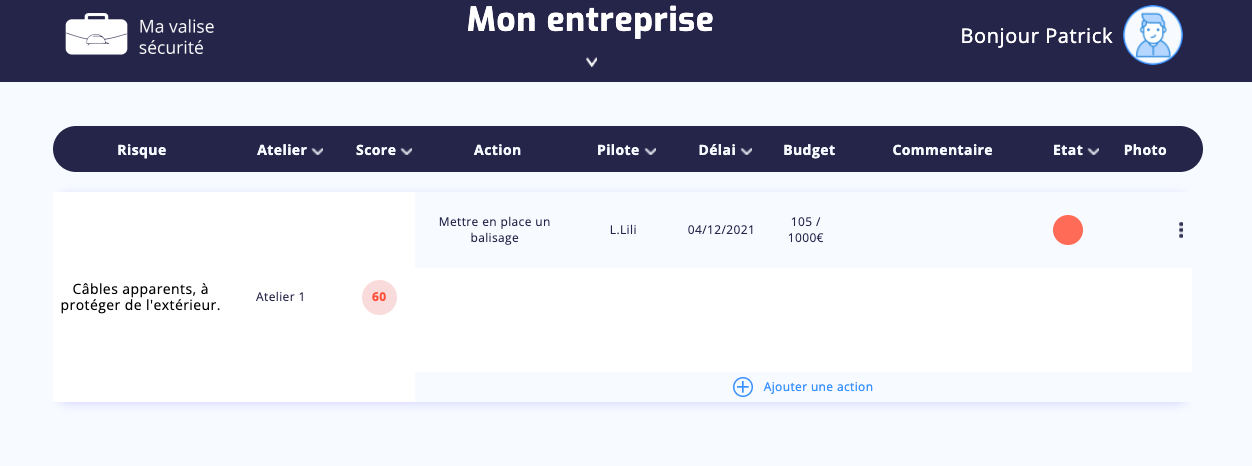 Ma valise
sécurité
Mon entreprise
Bonjour Patrick
Risque Atelier Score Action Pilote Délai Budget Commentaire Etat Photo
Câbles apparents, à
protéger de l'extérieur.
Atelier 1
60
Mettre en place un
balisage
L.Lili
04/12/2021
105 /
1000€
Ajouter une action